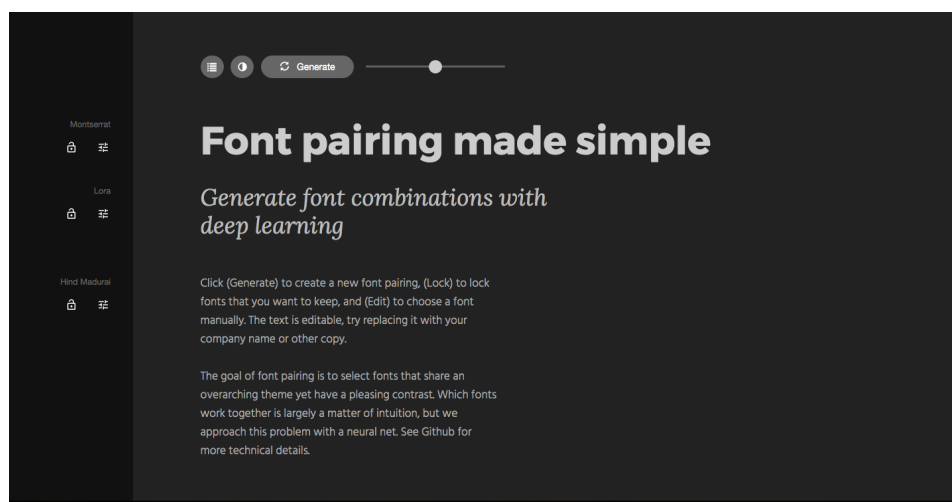 Generate
Montserrat
Font pairing made simple
Lora
Generate font combinations with
deep learning
Hind Madurai
Click (Generate) to create a new font pairing, (Lock) to lock
fonts that you want to keep, and (Edit) to choose a font
manually. The text is editable, try replacing it with your
company name or other copy.
The goal of font pairing is to select fonts that share an
overarching theme yet have a pleasing contrast. Which fonts
work together is largely a matter of intuition, but we
approach this problem with a neural net. See Github for
more technical details.